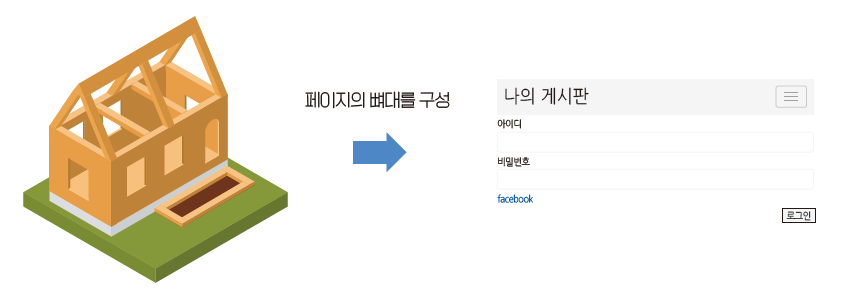 페이지의 뼈대를 구성
나의 게시판
아이디
비밀번호
facebook
로그인